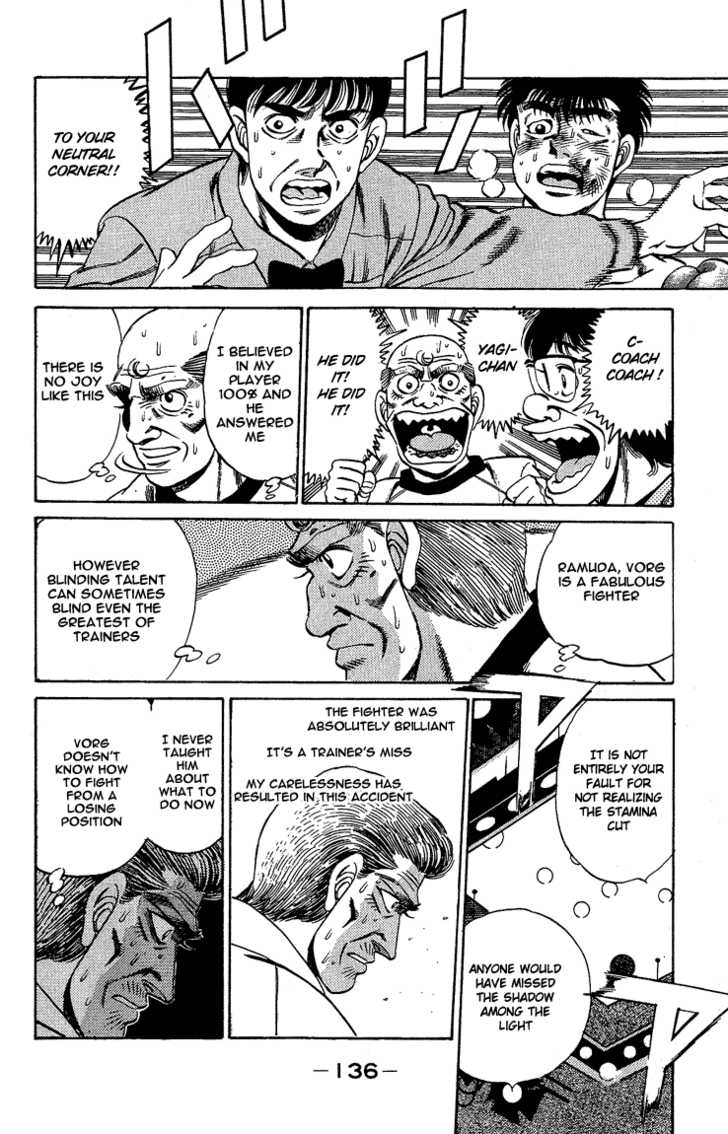 TO YOUR
NEUTRAL
CORNER!!
C-
COACH
COACH !
YAGI-
CHAN
HE DID
IT!
HE DID
IT!
I BELIEVED
IN MY
PLAYER
100% AND
HE
ANSWERED
ME
THERE IS
NO JOY
LIKE THIS
RAMUDA, VORG
IS A FABULOUS
FIGHTER
HOWEVER
BLINDING TALENT
CAN SOMETIMES
BLIND EVEN THE
GREATEST OF
TRAINERS
IT IS NOT
ENTIRELY YOUR
FAULT FOR
NOT REALIZING
THE STAMINA
CUT
ANYONE WOULD
HAVE MISSED
THE SHADOW
AMONG THE
LIGHT
THE FIGHTER WAS
ABSOLUTELY BRILLIANT
IT'S A TRAINER'S MISS
MY CARELESSNESS HAS
RESULTED IN THIS ACCIDENT
I NEVER
TAUGHT
HIM
ABOUT
WHAT TO
DO NOW
VORG
DOESN'T
KNOW HOW
TO FIGHT
FROM A
LOSING
POSITION
- 136 -